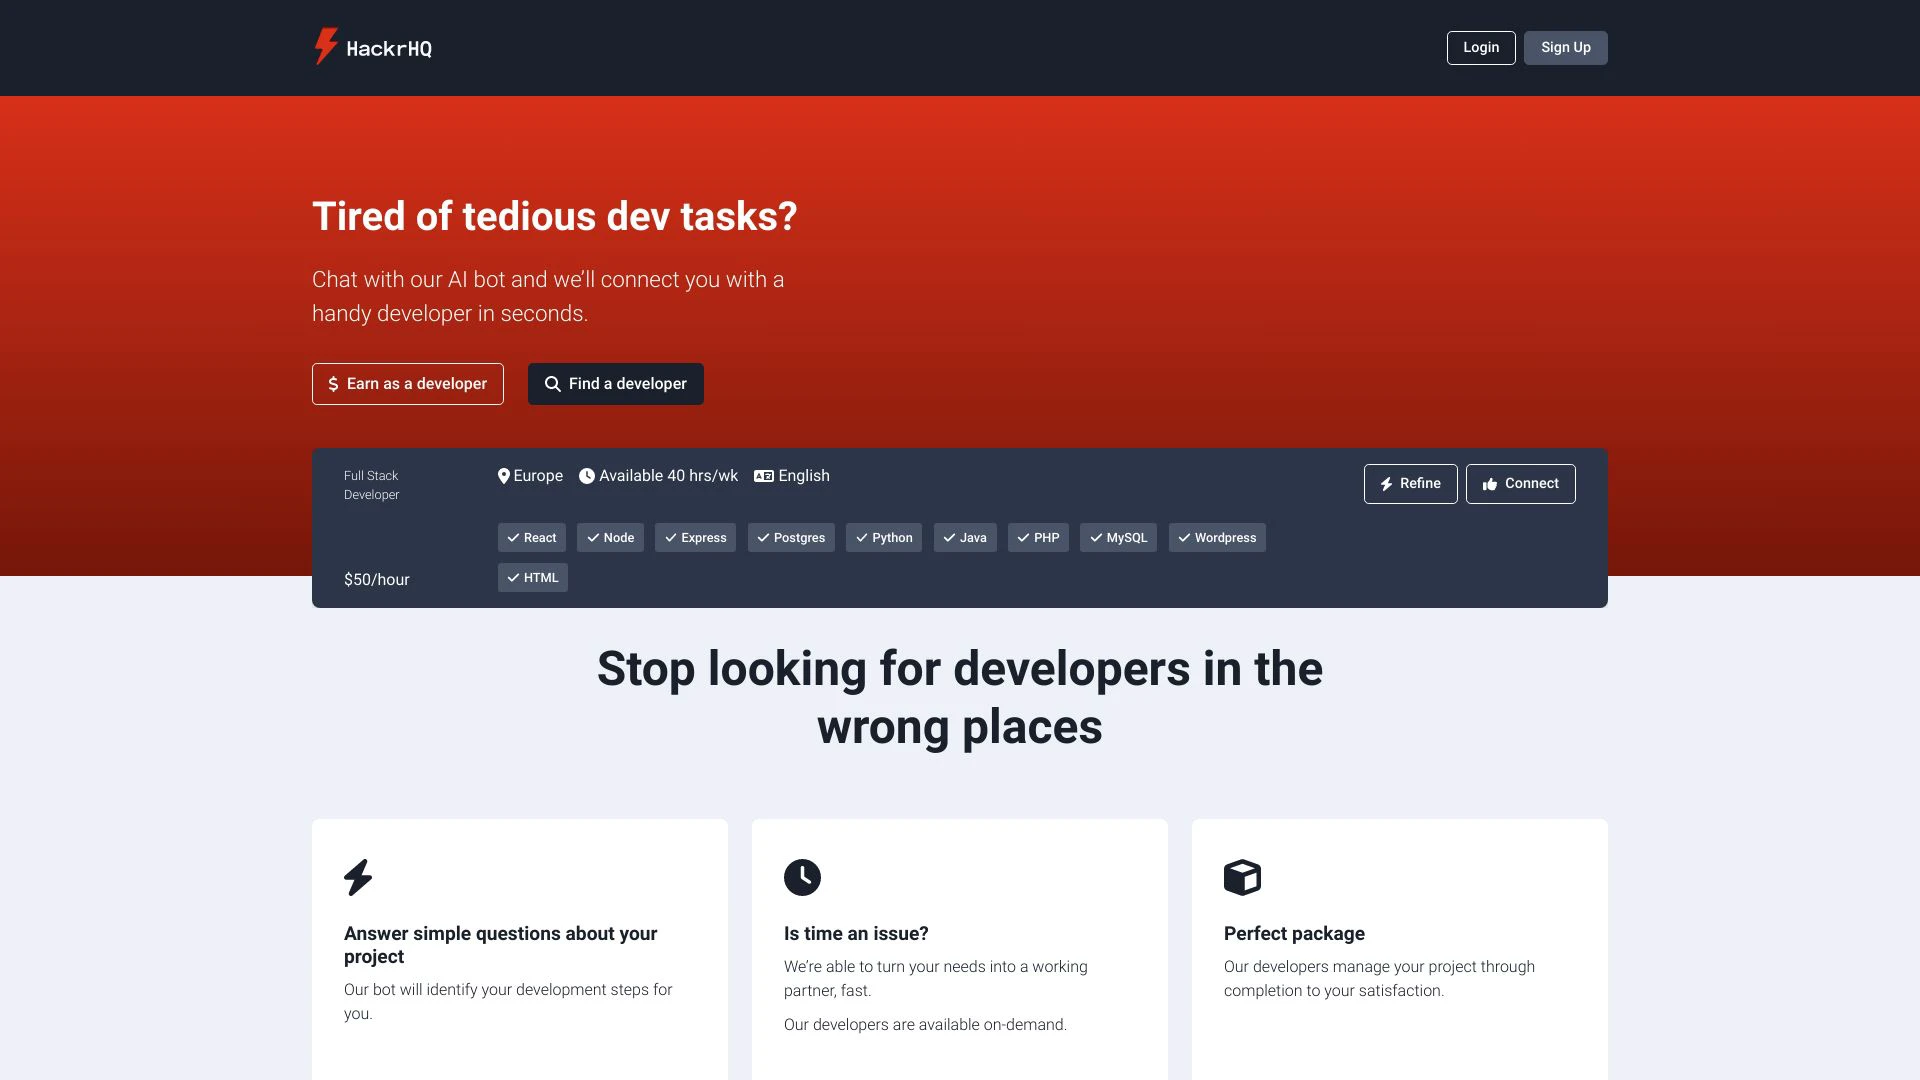 HackrHQ
Login
Sign Up
Tired of tedious dev tasks?
Chat with our AI bot and we’ll connect you with a
handy developer in seconds.
Earn as a developer
Find a developer
Full Stack
Developer
Europe
Available 40 hrs/wk
English
Refine
Connect
React
Node
Express
Postgres
Python
Java
PHP
MySQL
Wordpress
$50/hour
HTML
Stop looking for developers in the
wrong places
Answer simple questions about your
project
Our bot will identify your development steps for
you.
Is time an issue?
We’re able to turn your needs into a working
partner, fast.
Our developers are available on-demand.
Perfect package
Our developers manage your project through
completion to your satisfaction.